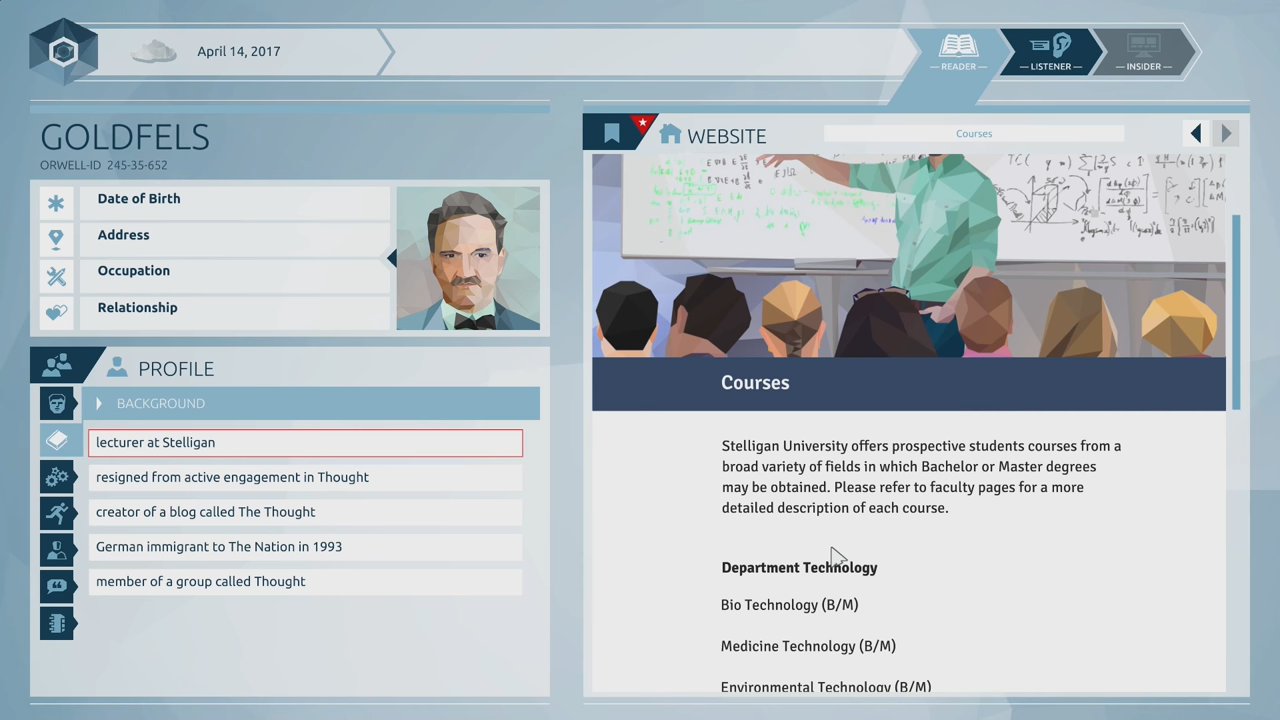 April 14, 2017
— READER —
— LISTENER —
— INSIDER —
GOLDFELS
ORWELL-ID 245-35-652
Date of Birth
Address
Occupation
Relationship
PROFILE
BACKGROUND
lecturer at Stelligan
resigned from active engagement in Thought
creator of a blog called The Thought
German immigrant to The Nation in 1993
member of a group called Thought
WEBSITE
Courses
Courses
Stelligan University offers prospective students courses from a
broad variety of fields in which Bachelor or Master degrees
may be obtained. Please refer to faculty pages for a more
detailed description of each course.
Department Technology
Bio Technology (B/M)
Medicine Technology (B/M)
Environmental Technology (B/M)